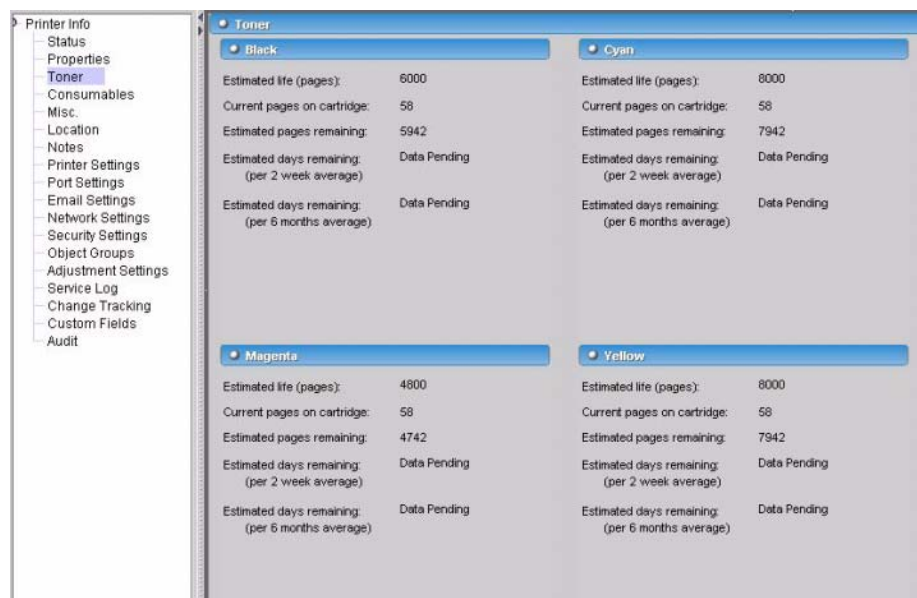 Printer Info
Status
Properties
Toner
Consumables
Misc.
Location
Notes
Printer Settings
Port Settings
Email Settings
Network Settings
Security Settings
Object Groups
Adjustment Settings
Service Log
Change Tracking
Custom Fields
Audit
Toner
Black
Estimated life (pages): 6000
Current pages on cartridge: 58
Estimated pages remaining: 5942
Estimated days remaining: Data Pending
(per 2 week average)
Estimated days remaining: Data Pending
(per 6 months average)
Cyan
Estimated life (pages): 8000
Current pages on cartridge: 58
Estimated pages remaining: 7942
Estimated days remaining: Data Pending
(per 2 week average)
Estimated days remaining: Data Pending
(per 6 months average)
Magenta
Estimated life (pages): 4800
Current pages on cartridge: 58
Estimated pages remaining: 4742
Estimated days remaining: Data Pending
(per 2 week average)
Estimated days remaining: Data Pending
(per 6 months average)
Yellow
Estimated life (pages): 8000
Current pages on cartridge: 58
Estimated pages remaining: 7942
Estimated days remaining: Data Pending
(per 2 week average)
Estimated days remaining: Data Pending
(per 6 months average)